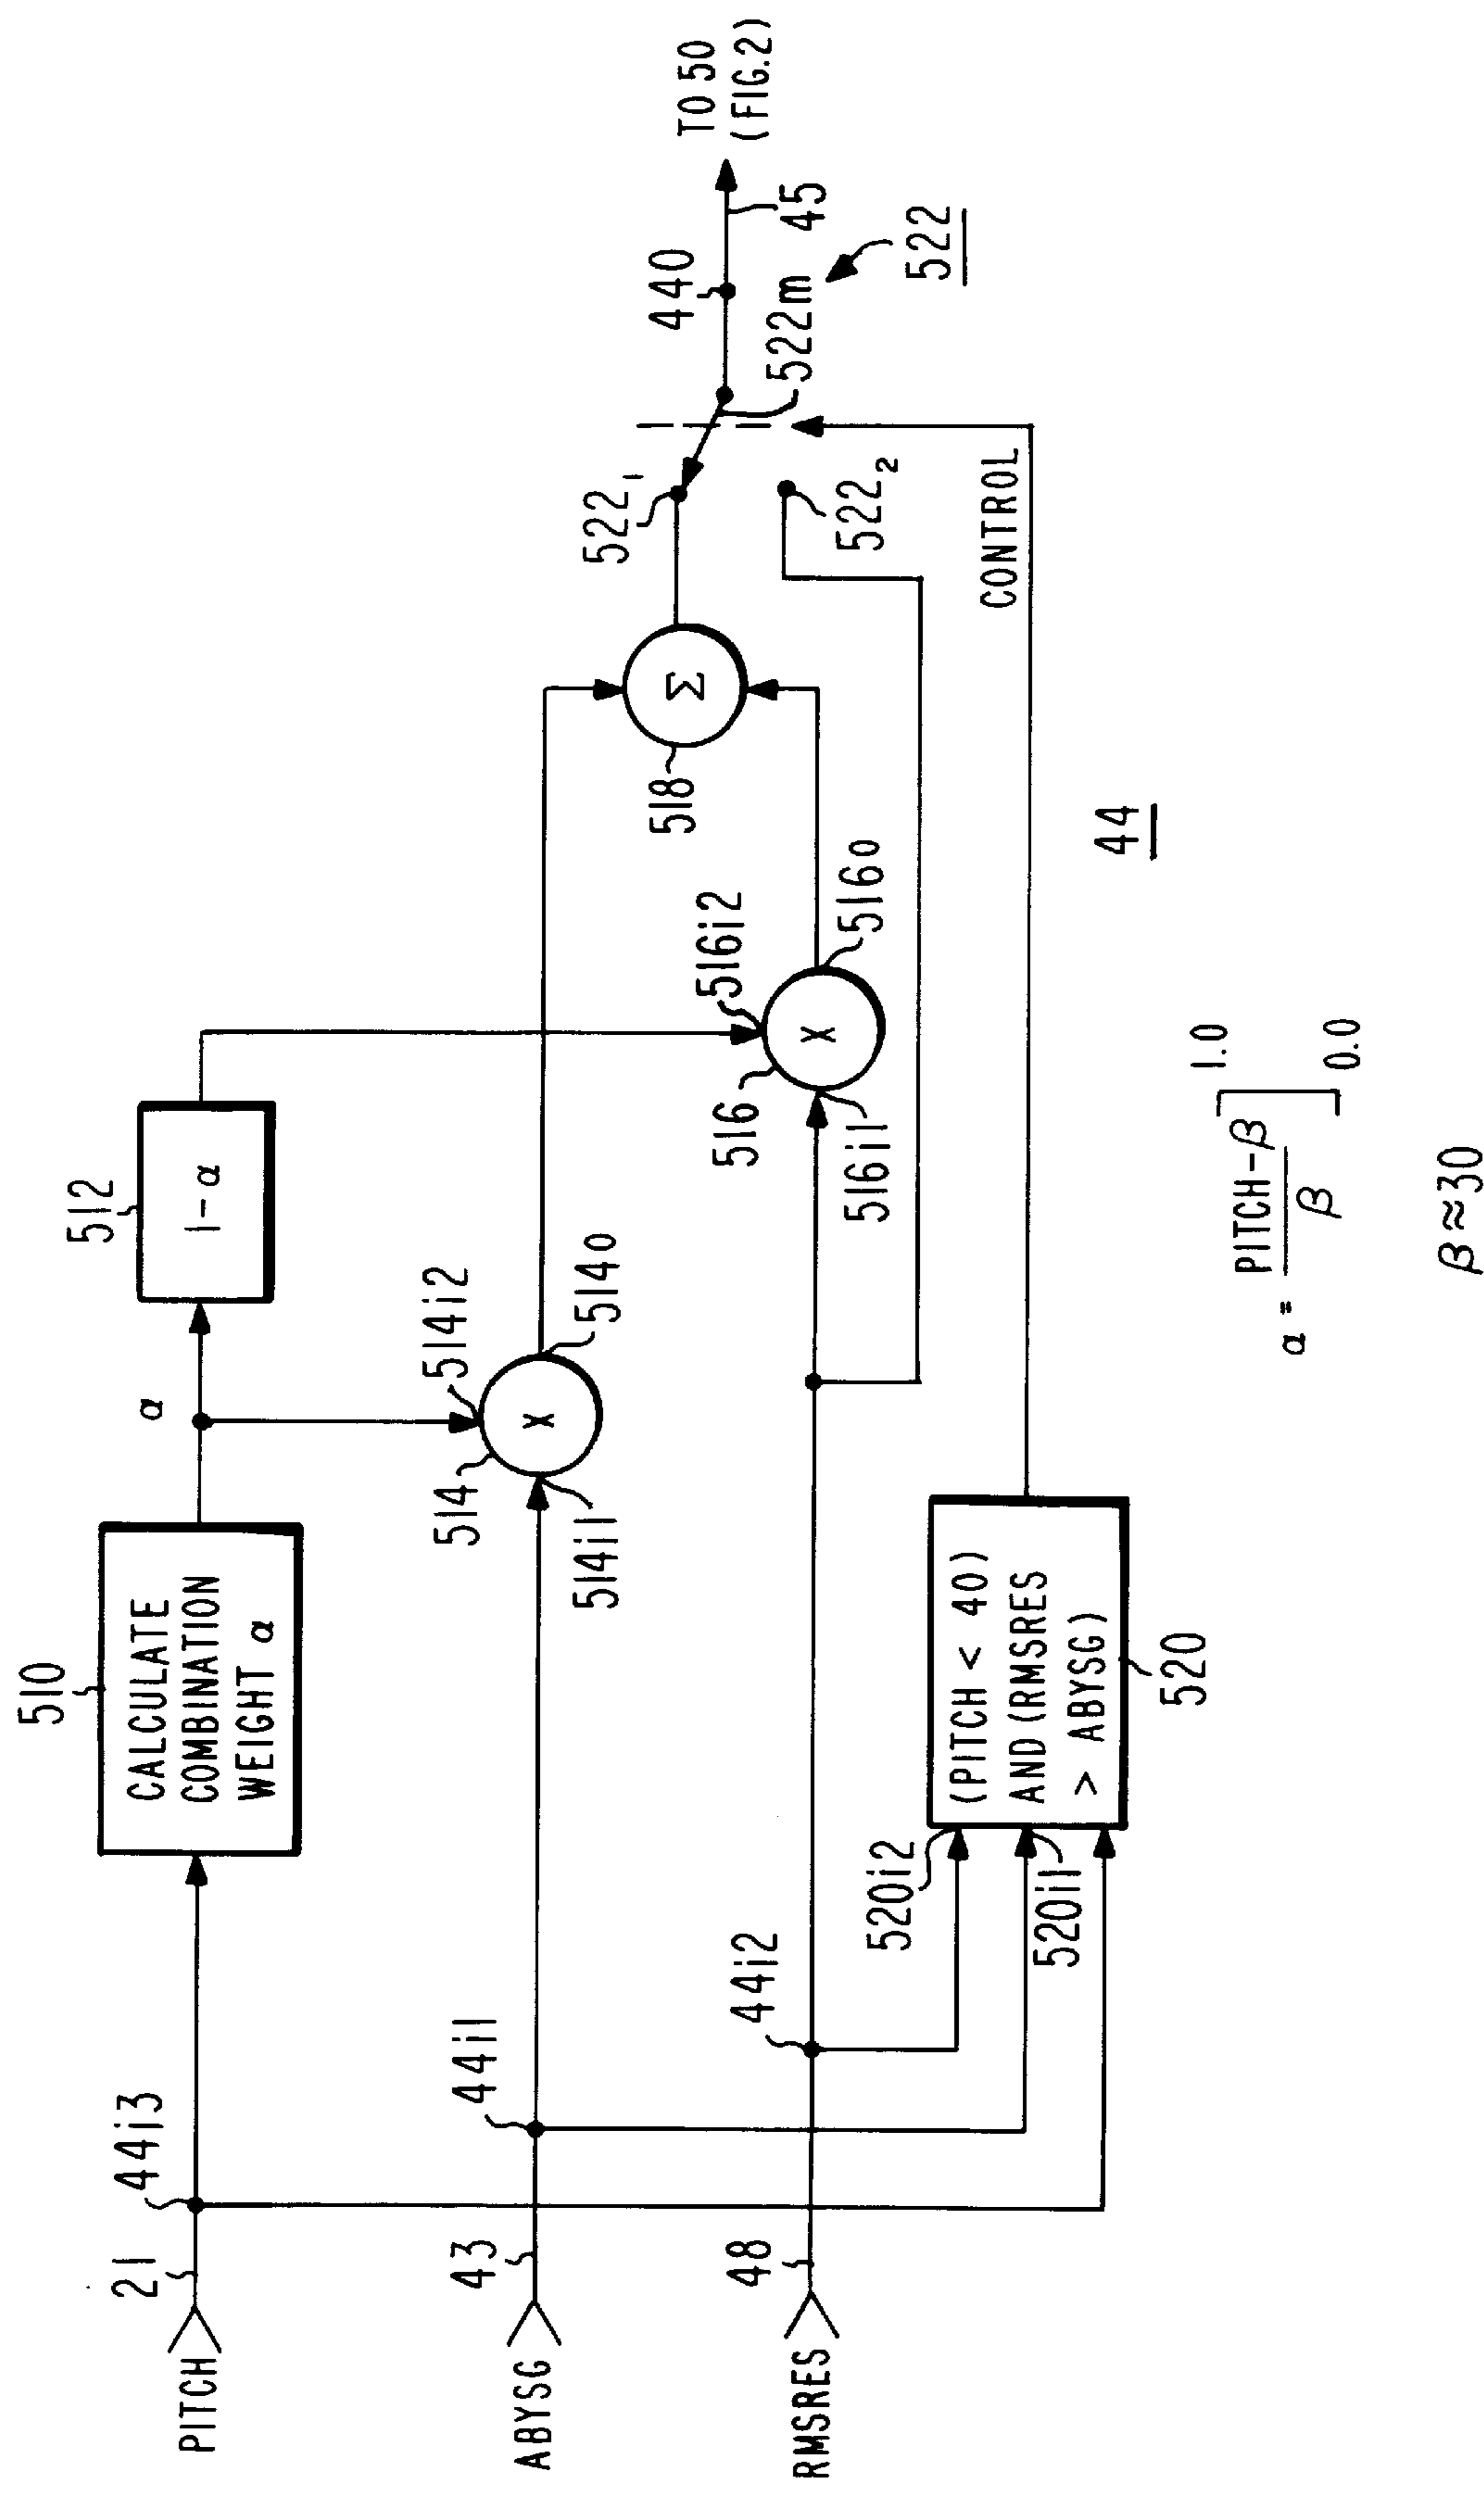 PITCH
21
44i3
510
CALCULATE
COMBINATION
WEIGHT α
α
512
1-α
ABYSG
43
44i1
514
514i1
514i2
X
514o
RMSRES
48
44i2
516
516i1
516i2
X
516o
518
Σ
522₁
522₂
522m
440
45
522
TO 50
(FIG.2)
520i2
520i1
(PITCH < 40)
AND (RMSRES
> ABYSG)
520
CONTROL
44
α = PITCH-β / β ] 1.0 0.0
β≈30